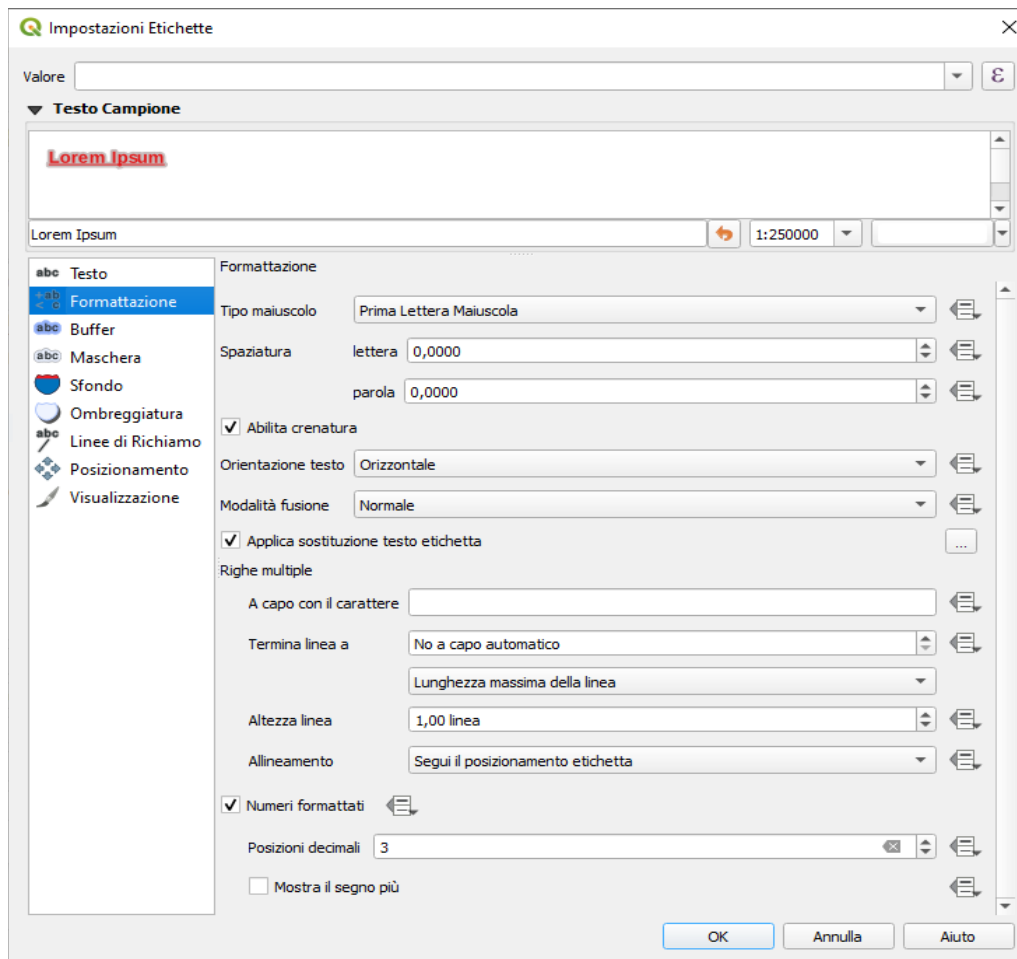 Impostazioni Etichette
Valore
ε
Testo Campione
Lorem Ipsum
Lorem Ipsum
1:250000
abc Testo
Formattazione
abc Buffer
abc Maschera
Sfondo
Ombreggiatura
abc Linee di Richiamo
Posizionamento
Visualizzazione
Formattazione
Tipo maiuscolo Prima Lettera Maiuscola
Spaziatura lettera 0,0000
parola 0,0000
Abilita crenatura
Orientazione testo Orizzontale
Modalità fusione Normale
Applica sostituzione testo etichetta ...
Righe multiple
A capo con il carattere
Termina linea a No a capo automatico
Lunghezza massima della linea
Altezza linea 1,00 linea
Allineamento Segui il posizionamento etichetta
Numeri formattati
Posizioni decimali 3
Mostra il segno più
OK Annulla Aiuto